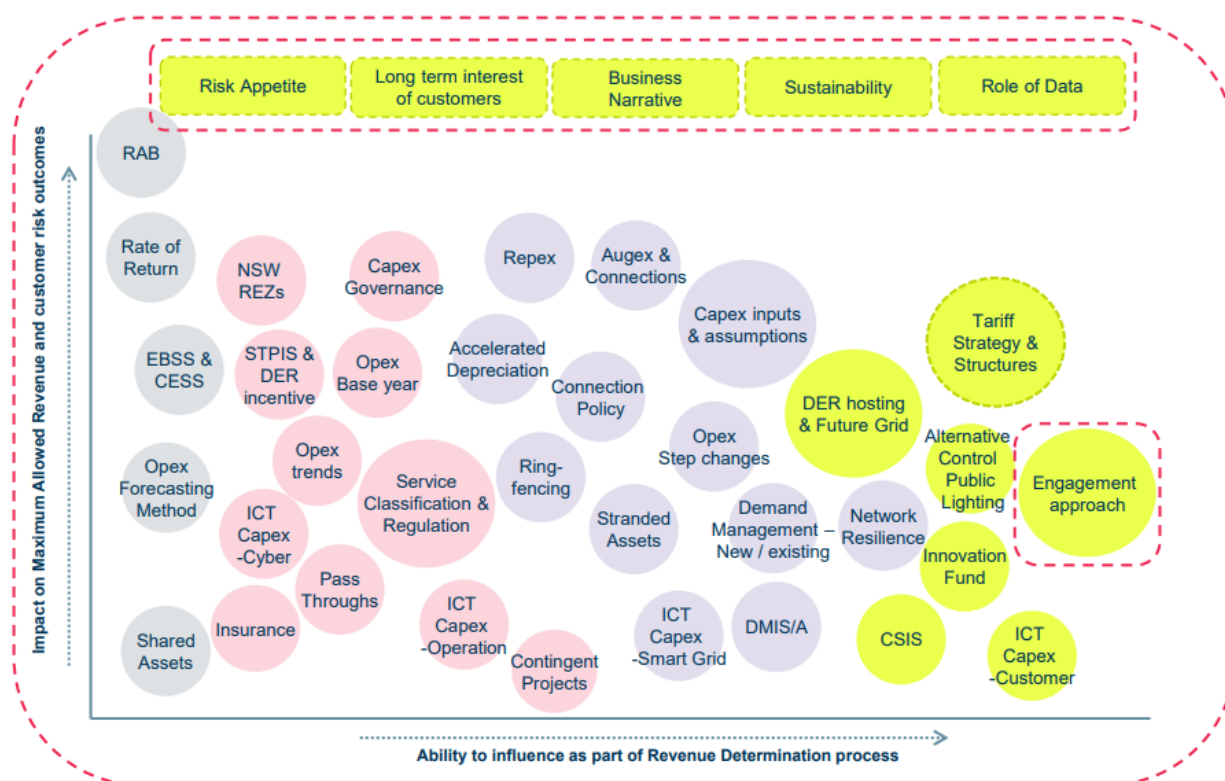 Risk Appetite
Long term interest
of customers
Business
Narrative
Sustainability
Role of Data
Impact on Maximum Allowed Revenue and customer risk outcomes
RAB
Rate of
Return
NSW
REZs
Capex
Governance
Repex
Augex &
Connections
Capex inputs
& assumptions
Tariff
Strategy &
Structures
EBSS &
CESS
STPIS &
DER
incentive
Opex
Base year
Accelerated
Depreciation
Connection
Policy
DER hosting
& Future Grid
Opex
Forecasting
Method
Opex
trends
Service
Classification &
Regulation
Ring-
fencing
Opex
Step changes
Alternative
Control
Public
Lighting
Engagement
approach
ICT
Capex
-Cyber
Stranded
Assets
Demand
Management –
New / existing
Network
Resilience
Innovation
Fund
Pass
Throughs
Shared
Assets
Insurance
ICT
Capex
-Operation
Contingent
Projects
ICT
Capex
-Smart Grid
DMIS/A
CSIS
ICT
Capex
-Customer
Ability to influence as part of Revenue Determination process